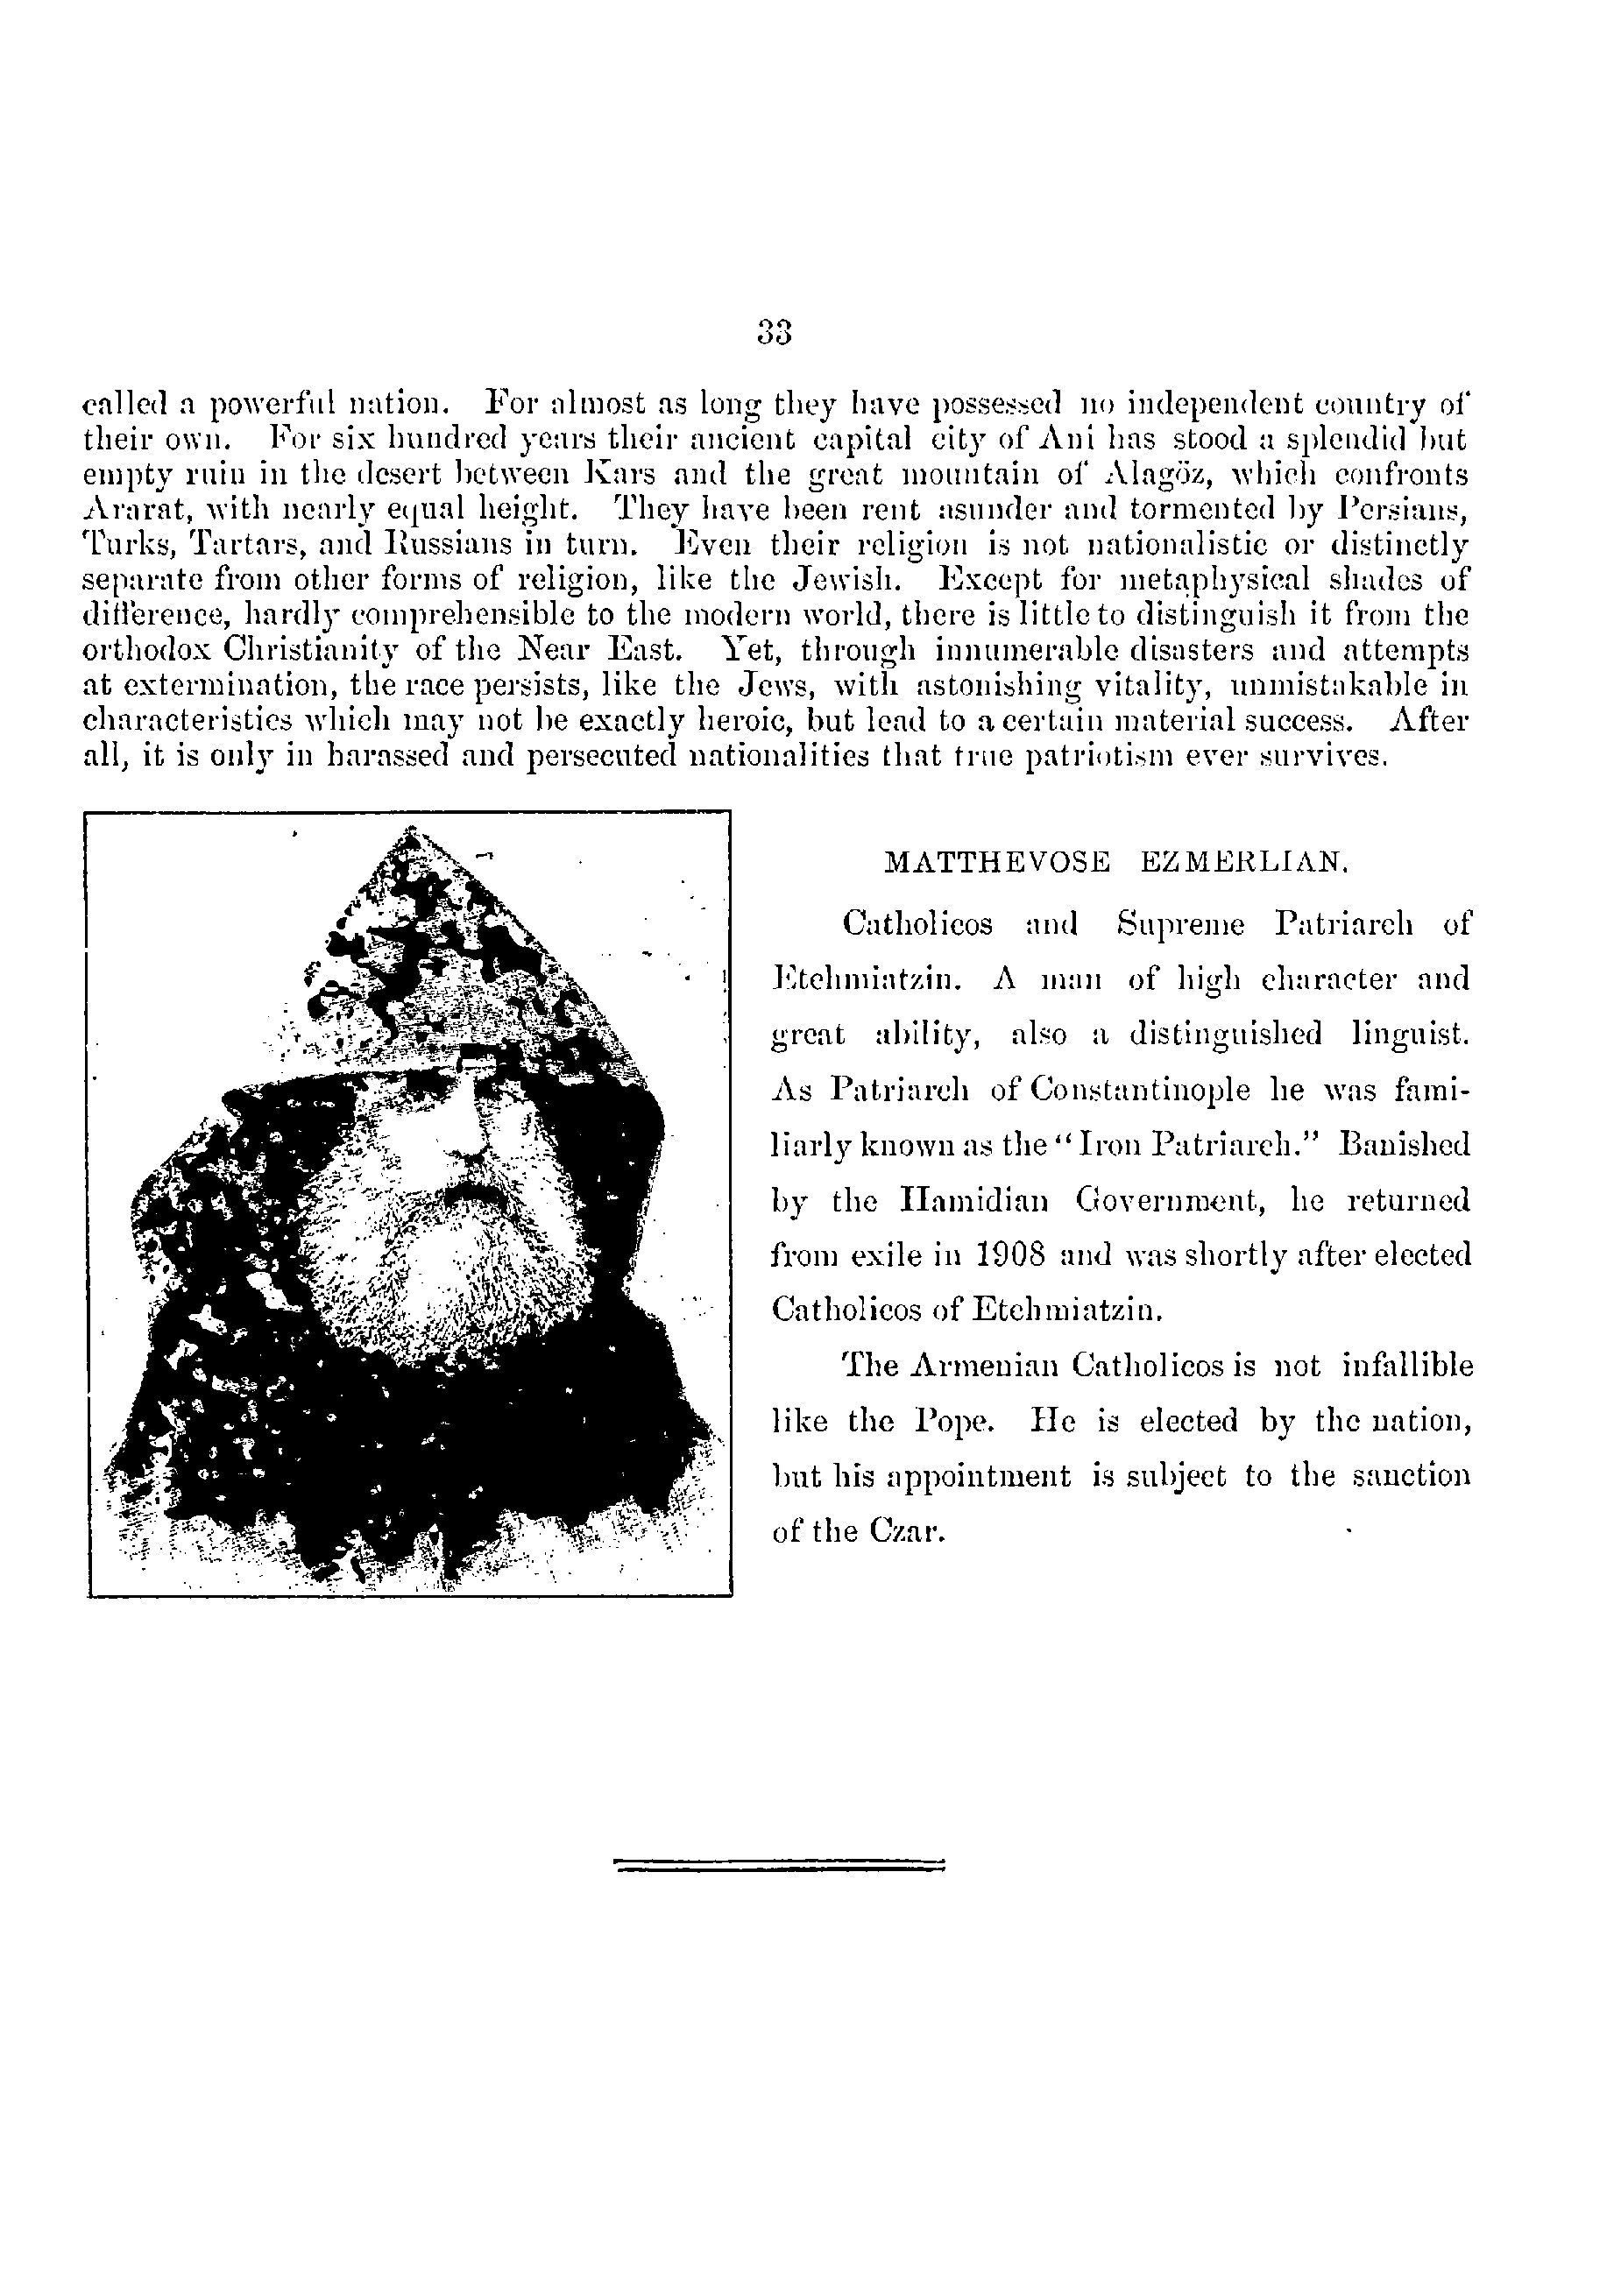 33
called a powerful nation. For almost as long they have possessed no independent country of
their own. For six hundred years their ancient capital city of Ani has stood a splendid but
empty ruin in the desert between Kars and the great mountain of Alagöz, which confronts
Ararat, with nearly equal height. They have been rent asunder and tormented by Persians,
Turks, Tartars, and Russians in turn. Even their religion is not nationalistic or distinctly
separate from other forms of religion, like the Jewish. Except for metaphysical shades of
difference, hardly comprehensible to the modern world, there is little to distinguish it from the
orthodox Christianity of the Near East. Yet, through innumerable disasters and attempts
at extermination, the race persists, like the Jews, with astonishing vitality, unmistakable in
characteristics which may not be exactly heroic, but lead to a certain material success. After
all, it is only in harassed and persecuted nationalities that true patriotism ever survives.
MATTHEVOSE EZMERLIAN.
Catholicos and Supreme Patriarch of
Etchmiatzin. A man of high character and
great ability, also a distinguished linguist.
As Patriarch of Constantinople he was fami-
liarly known as the "Iron Patriarch." Banished
by the Hamidian Government, he returned
from exile in 1908 and was shortly after elected
Catholicos of Etchmiatzin.
The Armenian Catholicos is not infallible
like the Pope. He is elected by the nation,
but his appointment is subject to the sanction
of the Czar.